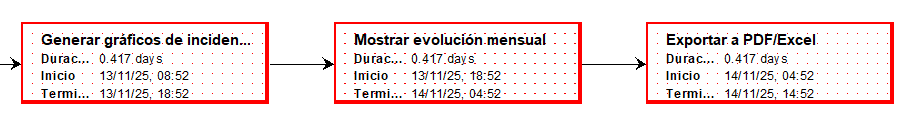 Generar gráficos de inciden...
Durac... 0.417 days
Inicio 13/11/25, 08:52
Termi... 13/11/25, 18:52
Mostrar evolución mensual
Durac... 0.417 days
Inicio 13/11/25, 18:52
Termi... 14/11/25, 04:52
Exportar a PDF/Excel
Durac... 0.417 days
Inicio 14/11/25, 04:52
Termi... 14/11/25, 14:52